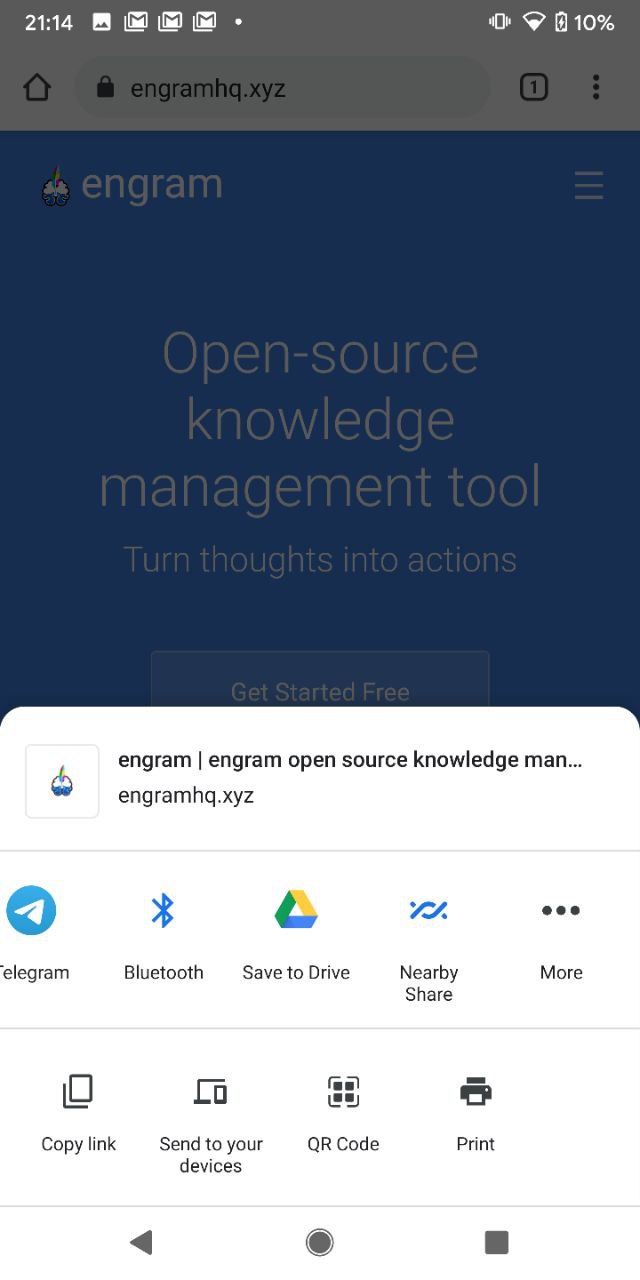 21:14
10%
engramhq.xyz
1
engram
Open-source
knowledge
management tool
Turn thoughts into actions
Get Started Free
engram | engram open source knowledge man...
engramhq.xyz
Telegram
Bluetooth
Save to Drive
Nearby
Share
More
Copy link
Send to your
devices
QR Code
Print